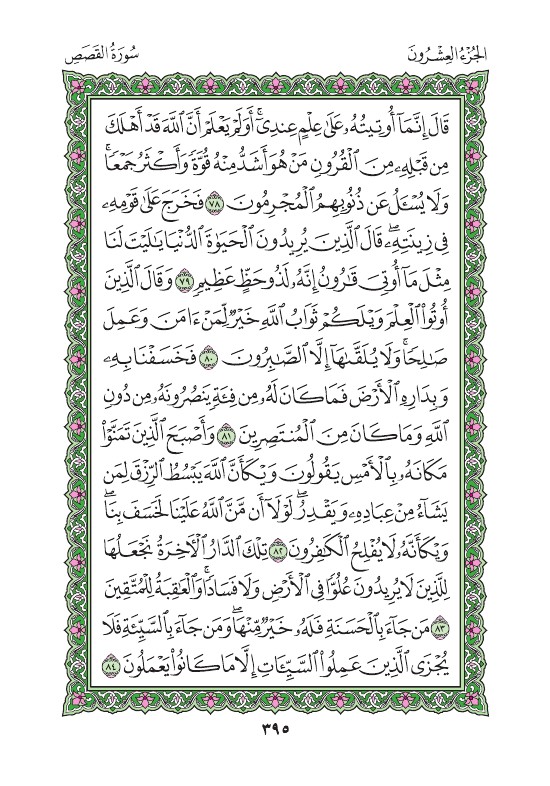 الجُزْءُ العِشْرُونَ
سُورَةُ القَصَصِ
قَالَ إِنَّمَآ أُوتِيتُهُۥ عَلَىٰ عِلْمٍ عِندِيٓۚ أَوَلَمْ يَعْلَمْ أَنَّ ٱللَّهَ قَدْ أَهْلَكَ
مِن قَبْلِهِۦ مِنَ ٱلْقُرُونِ مَنْ هُوَ أَشَدُّ مِنْهُ قُوَّةً وَأَكْثَرُ جَمْعًاۚ
وَلَا يُسْـَٔلُ عَن ذُنُوبِهِمُ ٱلْمُجْرِمُونَ ٧٨ فَخَرَجَ عَلَىٰ قَوْمِهِۦ
فِي زِينَتِهِۦۖ قَالَ ٱلَّذِينَ يُرِيدُونَ ٱلْحَيَوٰةَ ٱلدُّنْيَا يَٰلَيْتَ لَنَا
مِثْلَ مَآ أُوتِيَ قَٰرُونُ إِنَّهُۥ لَذُو حَظٍّ عَظِيمٍ ٧٩ وَقَالَ ٱلَّذِينَ
أُوتُوا۟ ٱلْعِلْمَ وَيْلَكُمْ ثَوَابُ ٱللَّهِ خَيْرٌ لِّمَنْ ءَامَنَ وَعَمِلَ
صَٰلِحًاۚ وَلَا يُلَقَّىٰهَآ إِلَّا ٱلصَّٰبِرُونَ ٨٠ فَخَسَفْنَا بِهِۦ
وَبِدَارِهِ ٱلْأَرْضَ فَمَا كَانَ لَهُۥ مِن فِئَةٍ يَنصُرُونَهُۥ مِن دُونِ
ٱللَّهِ وَمَا كَانَ مِنَ ٱلْمُنتَصِرِينَ ٨١ وَأَصْبَحَ ٱلَّذِينَ تَمَنَّوْا۟
مَكَانَهُۥ بِٱلْأَمْسِ يَقُولُونَ وَيْكَأَنَّ ٱللَّهَ يَبْسُطُ ٱلرِّزْقَ لِمَن
يَشَآءُ مِنْ عِبَادِهِۦ وَيَقْدِرُۖ لَوْلَآ أَن مَّنَّ ٱللَّهُ عَلَيْنَا لَخَسَفَ بِنَاۖ
وَيْكَأَنَّهُۥ لَا يُفْلِحُ ٱلْكَٰفِرُونَ ٨٢ تِلْكَ ٱلدَّارُ ٱلْأٓخِرَةُ نَجْعَلُهَا
لِلَّذِينَ لَا يُرِيدُونَ عُلُوًّا فِي ٱلْأَرْضِ وَلَا فَسَادًاۚ وَٱلْعَٰقِبَةُ لِلْمُتَّقِينَ
٨٣ مَن جَآءَ بِٱلْحَسَنَةِ فَلَهُۥ خَيْرٌ مِّنْهَاۖ وَمَن جَآءَ بِٱلسَّيِّئَةِ فَلَا
يُجْزَى ٱلَّذِينَ عَمِلُوا۟ ٱلسَّيِّـَٔاتِ إِلَّا مَا كَانُوا۟ يَعْمَلُونَ ٨٤
٣٩٥